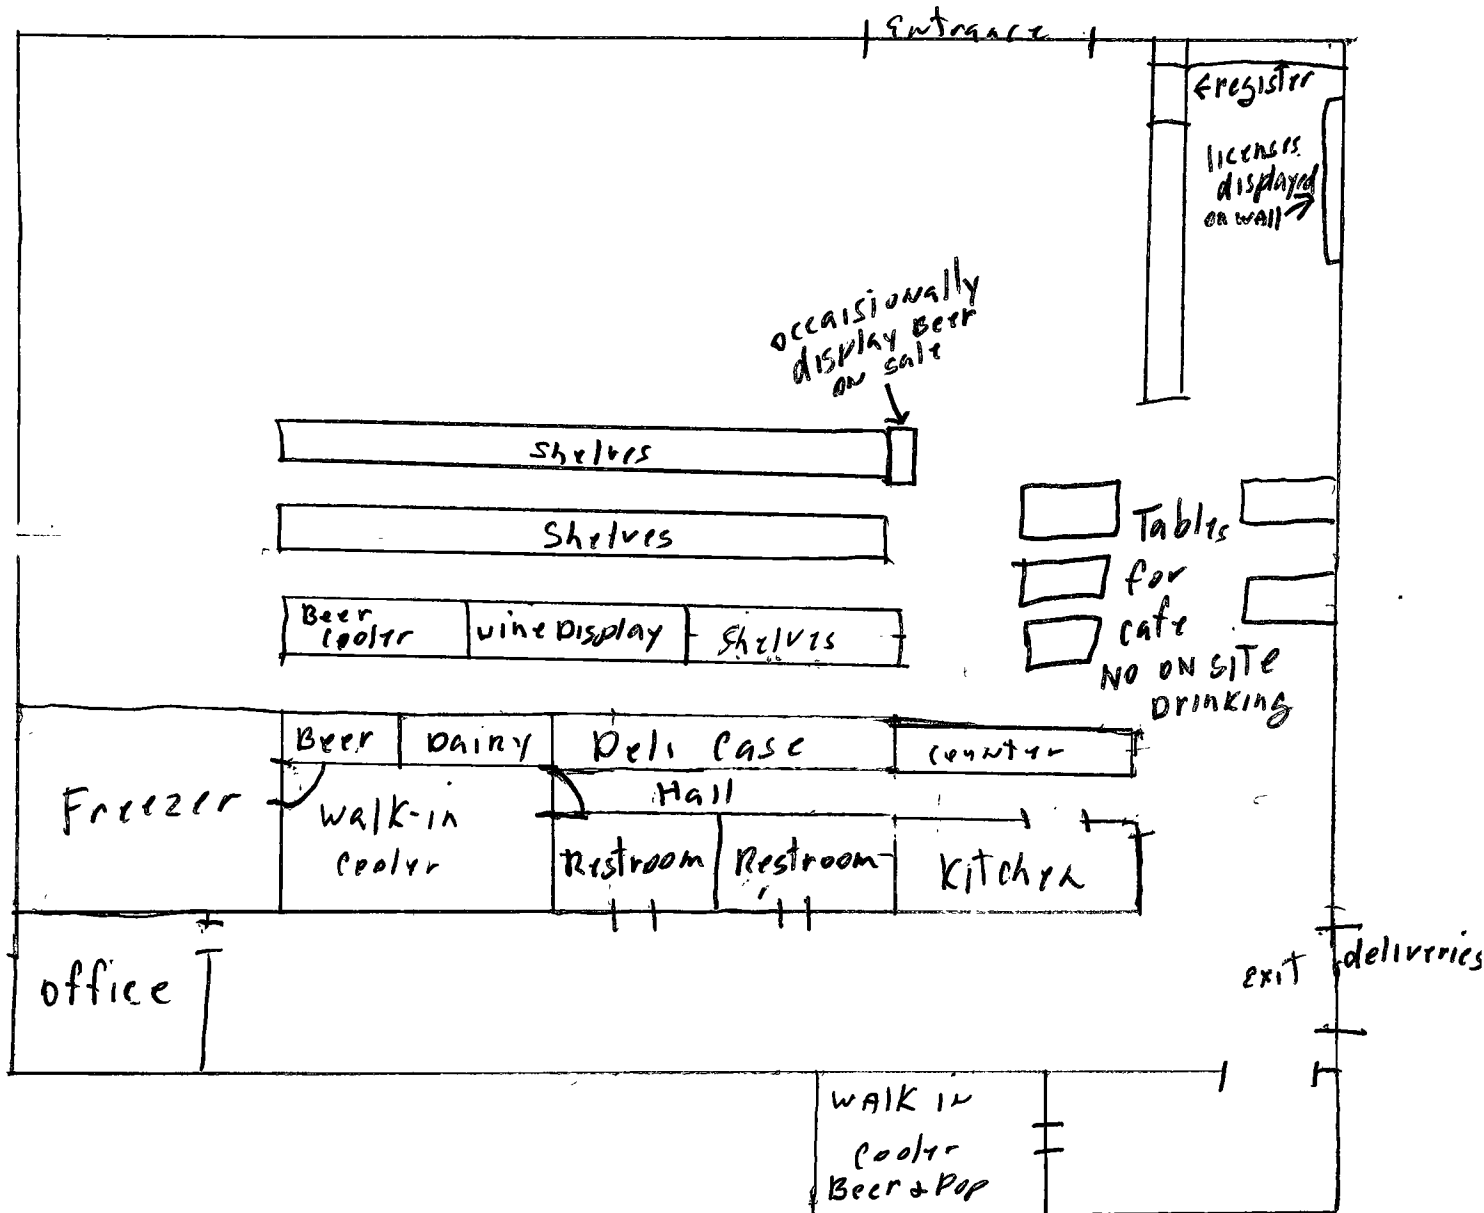 Entrance
←register
licenses
displayed
on wall
occaisionally
display Beer
on sale
Shelves
Shelves
Beer
cooler
wine Display
Shelves
Tables
for
cafe
NO ON SITE
DRINKING
Beer
Dairy
Deli Case
counter
Hall
Freezer
Walk-in
cooler
Restroom
Restroom
Kitchen
office
exit
deliveries
WALK IN
cooler
Beer & Pop